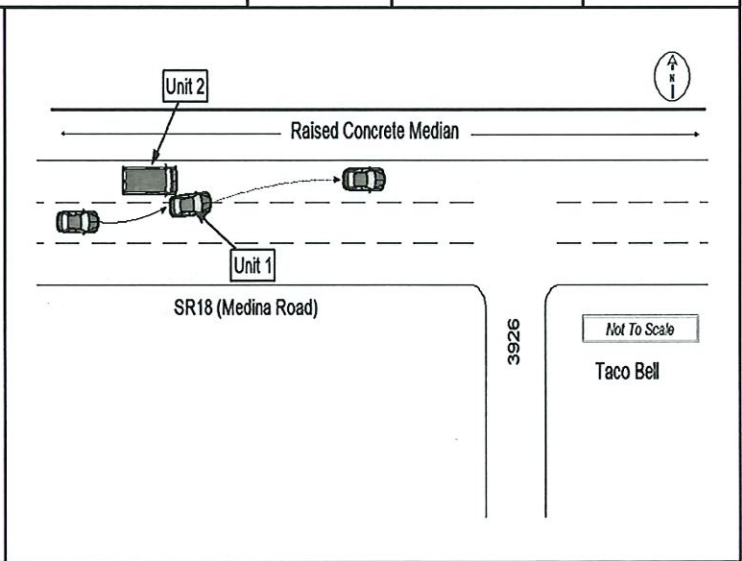 Unit 2
N
Raised Concrete Median
Unit 1
SR18 (Medina Road)
3926
Not To Scale
Taco Bell